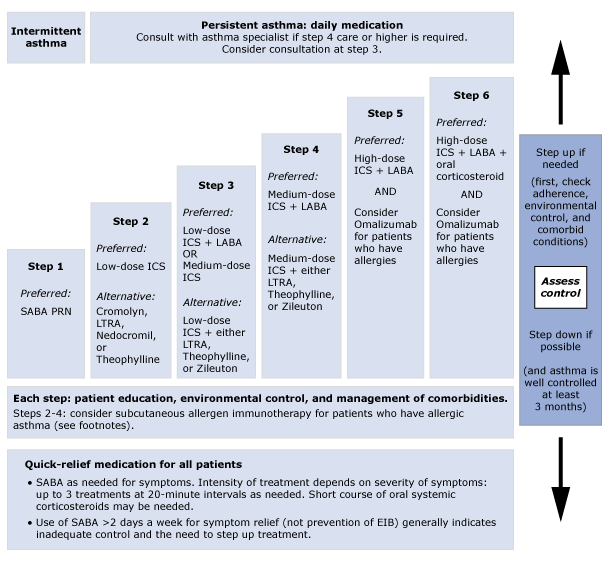 Intermittent
asthma
Persistent asthma: daily medication
Consult with asthma specialist if step 4 care or higher is required.
Consider consultation at step 3.
Step 1
Preferred:
SABA PRN
Step 2
Preferred:
Low-dose ICS
Alternative:
Cromolyn,
LTRA,
Nedocromil,
or
Theophylline
Step 3
Preferred:
Low-dose
ICS + LABA
OR
Medium-dose
ICS
Alternative:
Low-dose
ICS + either
LTRA,
Theophylline,
or Zileuton
Step 4
Preferred:
Medium-dose
ICS + LABA
Alternative:
Medium-dose
ICS + either
LTRA,
Theophylline,
or Zileuton
Step 5
Preferred:
High-dose
ICS + LABA
AND
Consider
Omalizumab
for patients
who have
allergies
Step 6
Preferred:
High-dose
ICS + LABA +
oral
corticosteroid
AND
Consider
Omalizumab
for patients
who have
allergies
Step up if
needed
(first, check
adherence,
environmental
control, and
comorbid
conditions)
Assess
control
Step down if
possible
(and asthma is
well controlled
at least
3 months)
Each step: patient education, environmental control, and management of comorbidities.
Steps 2-4: consider subcutaneous allergen immunotherapy for patients who have allergic
asthma (see footnotes).
Quick-relief medication for all patients
• SABA as needed for symptoms. Intensity of treatment depends on severity of symptoms:
up to 3 treatments at 20-minute intervals as needed. Short course of oral systemic
corticosteroids may be needed.
• Use of SABA >2 days a week for symptom relief (not prevention of EIB) generally indicates
inadequate control and the need to step up treatment.